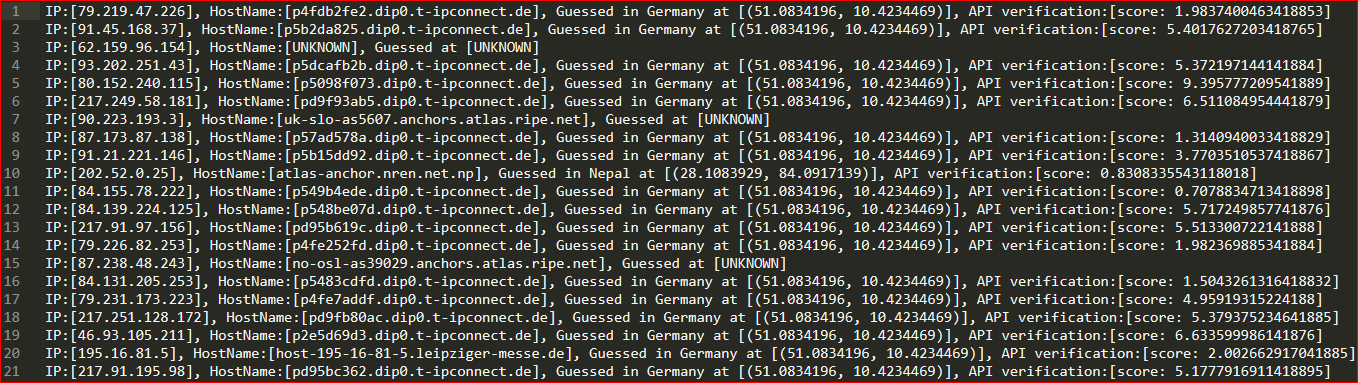 1 IP:[79.219.47.226], HostName:[p4fdb2fe2.dip0.t-ipconnect.de], Guessed in Germany at [(51.0834196, 10.4234469)], API verification:[score: 1.9837400463418853]
2 IP:[91.45.168.37], HostName:[p5b2da825.dip0.t-ipconnect.de], Guessed in Germany at [(51.0834196, 10.4234469)], API verification:[score: 5.4017627203418765]
3 IP:[62.159.96.154], HostName:[UNKNOWN], Guessed at [UNKNOWN]
4 IP:[93.202.251.43], HostName:[p5dcafb2b.dip0.t-ipconnect.de], Guessed in Germany at [(51.0834196, 10.4234469)], API verification:[score: 5.372197144141884]
5 IP:[80.152.240.115], HostName:[p5098f073.dip0.t-ipconnect.de], Guessed in Germany at [(51.0834196, 10.4234469)], API verification:[score: 9.395777209541889]
6 IP:[217.249.58.181], HostName:[pd9f93ab5.dip0.t-ipconnect.de], Guessed in Germany at [(51.0834196, 10.4234469)], API verification:[score: 6.511084954441879]
7 IP:[90.223.193.3], HostName:[uk-slo-as5607.anchors.atlas.ripe.net], Guessed at [UNKNOWN]
8 IP:[87.173.87.138], HostName:[p57ad578a.dip0.t-ipconnect.de], Guessed in Germany at [(51.0834196, 10.4234469)], API verification:[score: 1.3140940033418829]
9 IP:[91.21.221.146], HostName:[p5b15dd92.dip0.t-ipconnect.de], Guessed in Germany at [(51.0834196, 10.4234469)], API verification:[score: 3.7703510537418867]
10 IP:[202.52.0.25], HostName:[atlas-anchor.nren.net.np], Guessed in Nepal at [(28.1083929, 84.0917139)], API verification:[score: 0.8308335543118018]
11 IP:[84.155.78.222], HostName:[p549b4ede.dip0.t-ipconnect.de], Guessed in Germany at [(51.0834196, 10.4234469)], API verification:[score: 0.7078834713418898]
12 IP:[84.139.224.125], HostName:[p548be07d.dip0.t-ipconnect.de], Guessed in Germany at [(51.0834196, 10.4234469)], API verification:[score: 5.717249857741876]
13 IP:[217.91.97.156], HostName:[pd95b619c.dip0.t-ipconnect.de], Guessed in Germany at [(51.0834196, 10.4234469)], API verification:[score: 5.513300722141888]
14 IP:[79.226.82.253], HostName:[p4fe252fd.dip0.t-ipconnect.de], Guessed in Germany at [(51.0834196, 10.4234469)], API verification:[score: 1.982369885341884]
15 IP:[87.238.48.243], HostName:[no-osl-as39029.anchors.atlas.ripe.net], Guessed at [UNKNOWN]
16 IP:[84.131.205.253], HostName:[p5483cdfd.dip0.t-ipconnect.de], Guessed in Germany at [(51.0834196, 10.4234469)], API verification:[score: 1.5043261316418832]
17 IP:[79.231.173.223], HostName:[p4fe7addf.dip0.t-ipconnect.de], Guessed in Germany at [(51.0834196, 10.4234469)], API verification:[score: 4.95919315224188]
18 IP:[217.251.128.172], HostName:[pd9fb80ac.dip0.t-ipconnect.de], Guessed in Germany at [(51.0834196, 10.4234469)], API verification:[score: 5.379375234641885]
19 IP:[46.93.105.211], HostName:[p2e5d69d3.dip0.t-ipconnect.de], Guessed in Germany at [(51.0834196, 10.4234469)], API verification:[score: 6.633599986141876]
20 IP:[195.16.81.5], HostName:[host-195-16-81-5.leipziger-messe.de], Guessed in Germany at [(51.0834196, 10.4234469)], API verification:[score: 2.002662917041885]
21 IP:[217.91.195.98], HostName:[pd95bc362.dip0.t-ipconnect.de], Guessed in Germany at [(51.0834196, 10.4234469)], API verification:[score: 5.1777916911418895]